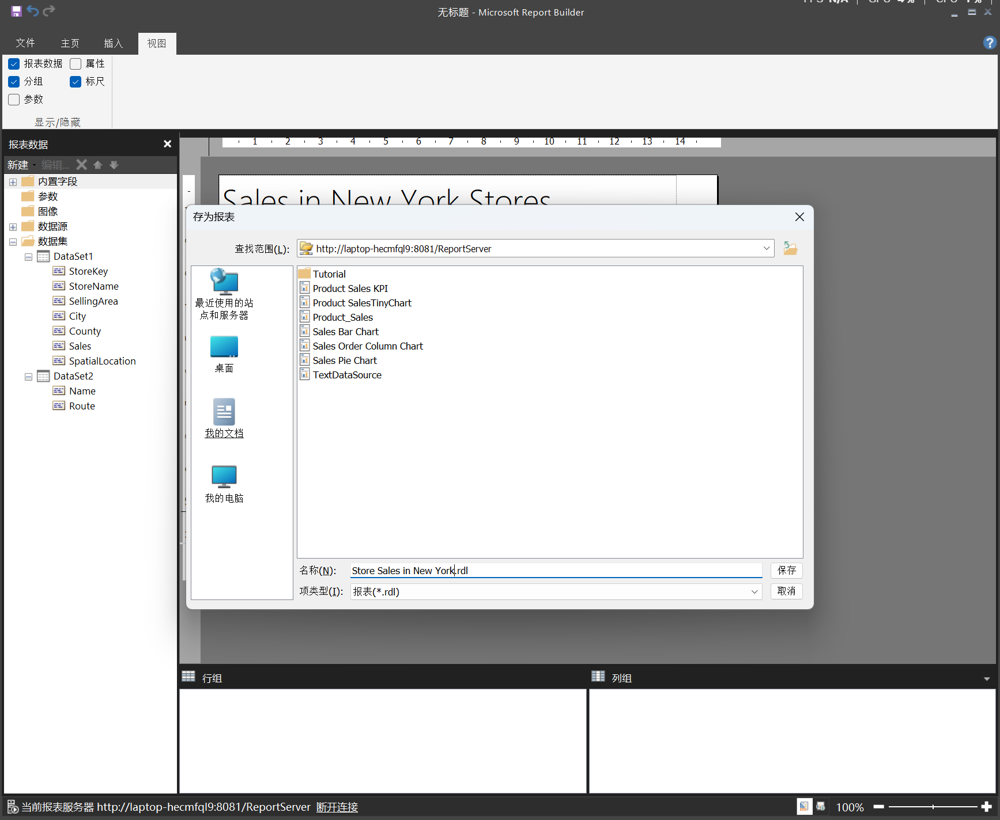 无标题 - Microsoft Report Builder
文件 主页 插入 视图
报表数据 属性
分组 标尺
参数
显示/隐藏
报表数据
新建 编辑...
内置字段
参数
图像
数据源
数据集
DataSet1
StoreKey
StoreName
SellingArea
City
County
Sales
SpatialLocation
DataSet2
Name
Route
1 2 3 4 5 6 7 8 9 10 11 12 13 14
Sales in New York Stores
存为报表
查找范围(L): http://laptop-hecmfql9:8081/ReportServer
最近使用的站
点和服务器
桌面
我的文档
我的电脑
Tutorial
Product Sales KPI
Product SalesTinyChart
Product_Sales
Sales Bar Chart
Sales Order Column Chart
Sales Pie Chart
TextDataSource
名称(N): Store Sales in New York.rdl 保存
项类型(I): 报表(*.rdl) 取消
行组 列组
当前报表服务器 http://laptop-hecmfql9:8081/ReportServer 断开连接 100%